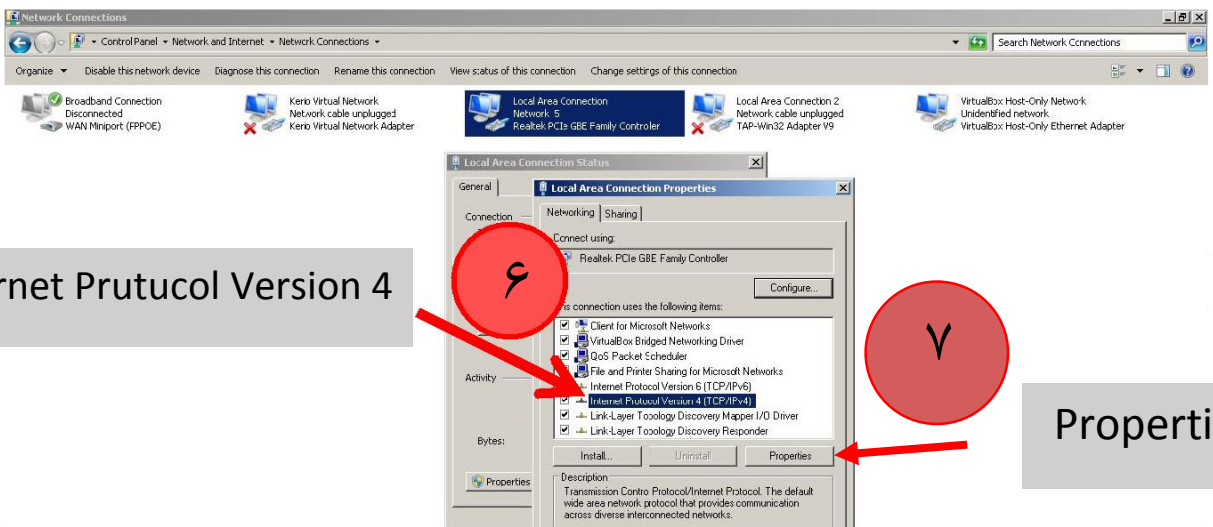 Network Connections
Control Panel • Network and Internet • Network Connections •
Search Network Connections
Organize Disable this network device Diagnose this connection Rename this connection View status of this connection Change settings of this connection
Broadband Connection
Disconnected
WAN Miniport (PPPOE)
Kerio Virtual Network
Network cable unplugged
Kerio Virtual Network Adapter
Local Area Connection
Network 5
Realtek PCIe GBE Family Controller
Local Area Connection 2
Network cable unplugged
TAP-Win32 Adapter V9
VirtualBox Host-Only Network
Unidentified network
VirtualBox Host-Only Ethernet Adapter
Local Area Connection Status
General
Connection
Activity
Bytes:
Properties
Local Area Connection Properties
Networking Sharing
Connect using:
Realtek PCIe GBE Family Controller
Configure...
This connection uses the following items:
Client for Microsoft Networks
VirtualBox Bridged Networking Driver
QoS Packet Scheduler
File and Printer Sharing for Microsoft Networks
Internet Protocol Version 6 (TCP/IPv6)
Internet Protocol Version 4 (TCP/IPv4)
Link-Layer Topology Discovery Mapper I/O Driver
Link-Layer Topology Discovery Responder
Install... Uninstall Properties
Description
Transmission Control Protocol/Internet Protocol. The default
wide area network protocol that provides communication
across diverse interconnected networks.
rnet Prutucol Version 4
۶
۷
Properti